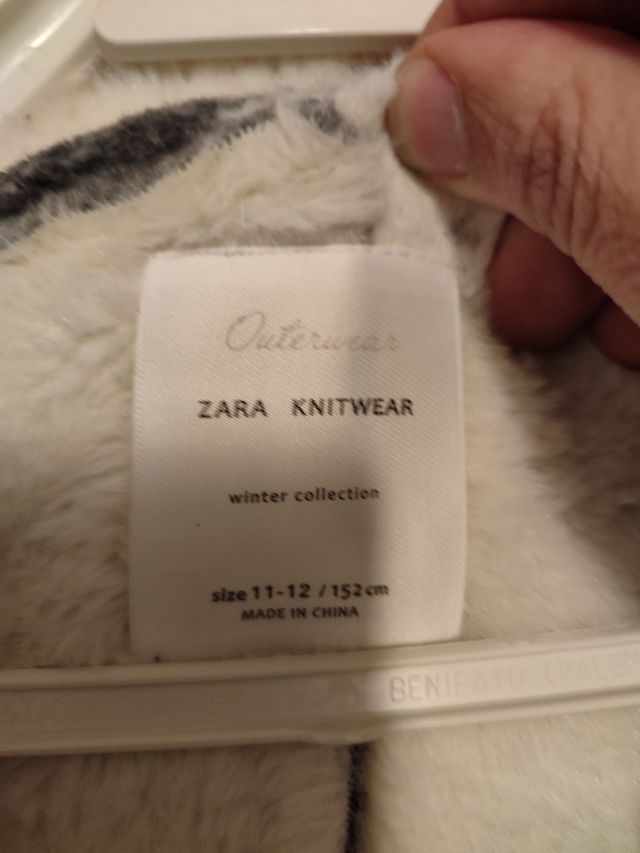 Outerwear
ZARA KNITWEAR
winter collection
size 11-12 / 152 cm
MADE IN CHINA
BENIFAYO